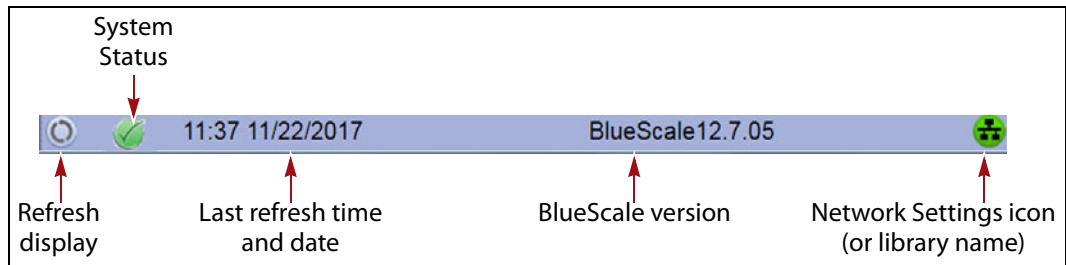 System
Status
11:37 11/22/2017 BlueScale12.7.05
Refresh
display
Last refresh time
and date
BlueScale version
Network Settings icon
(or library name)